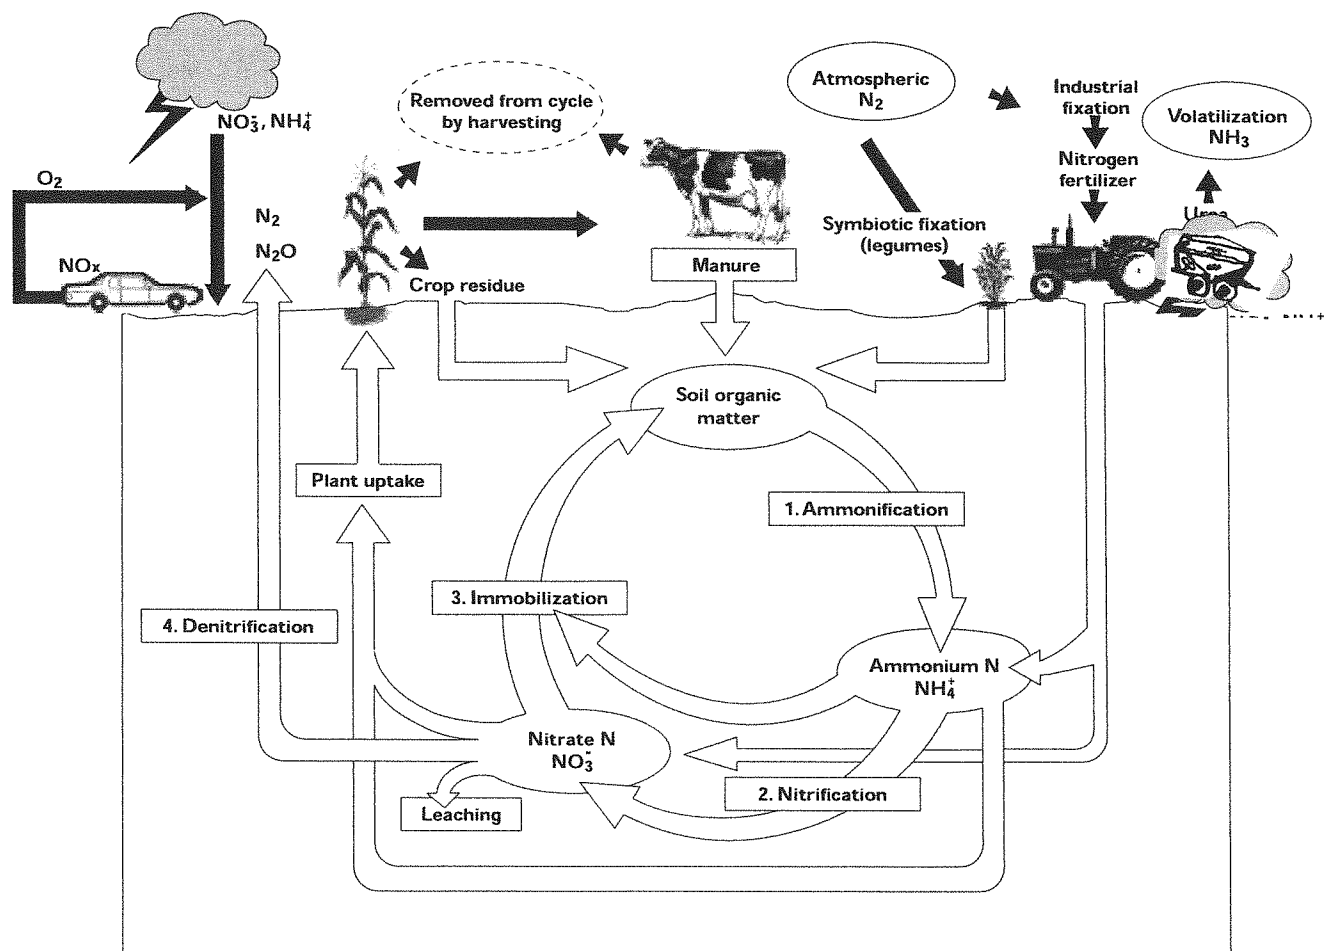 NO₃⁻, NH₄⁺
Removed from cycle
by harvesting
Atmospheric
N₂
Industrial
fixation
Volatilization
NH₃
Nitrogen
fertilizer
O₂
N₂
N₂O
NOx
Symbiotic fixation
(legumes)
Urea
Manure
Crop residue
Soil organic
matter
Plant uptake
1. Ammonification
3. Immobilization
4. Denitrification
Ammonium N
NH₄⁺
Nitrate N
NO₃⁻
2. Nitrification
Leaching